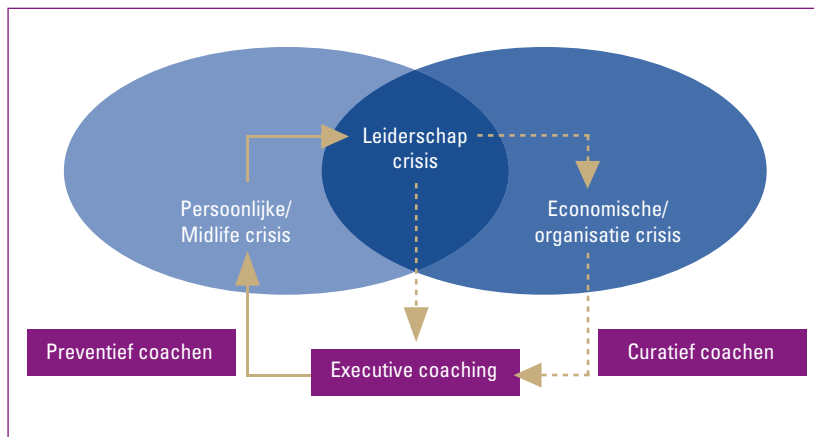 Leiderschap
crisis
Persoonlijke/
Midlife crisis
Economische/
organisatie crisis
Preventief coachen
Executive coaching
Curatief coachen